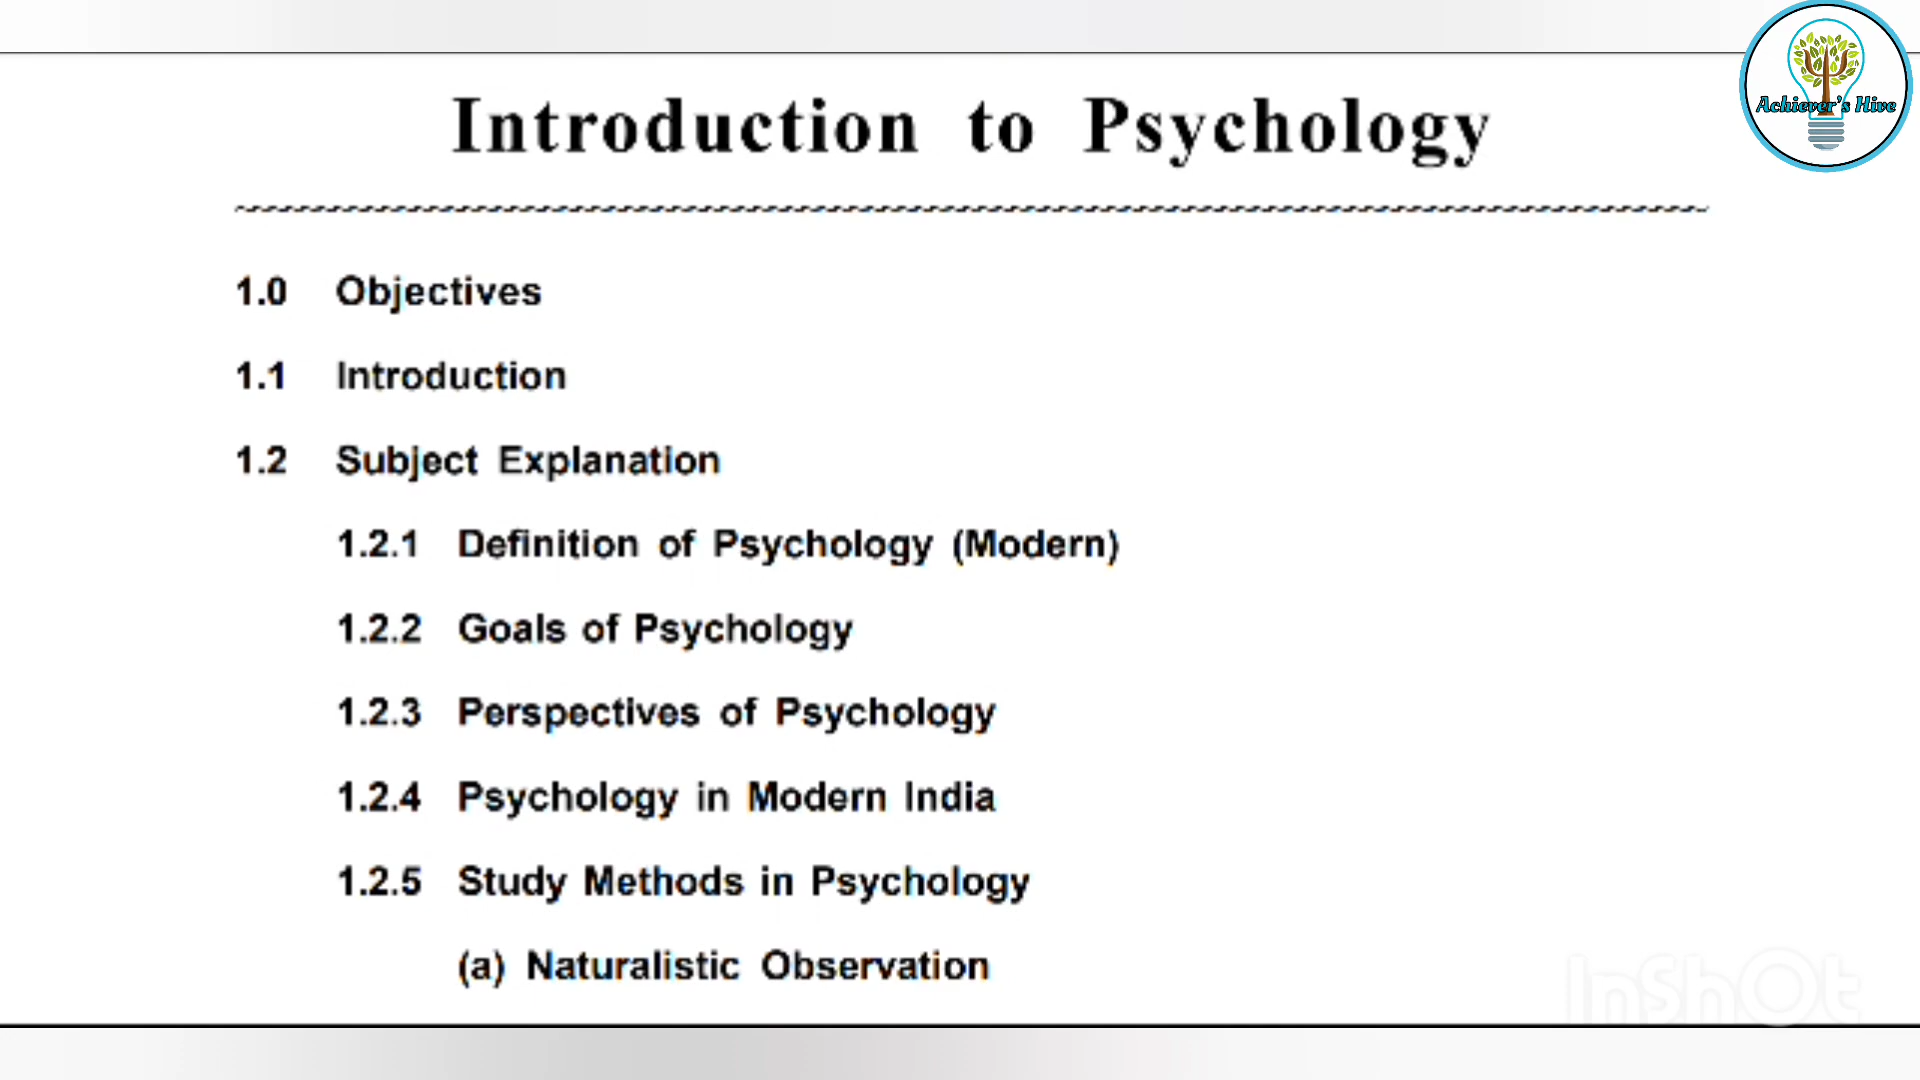 Achiever's Hive
Introduction to Psychology
1.0 Objectives
1.1 Introduction
1.2 Subject Explanation
1.2.1 Definition of Psychology (Modern)
1.2.2 Goals of Psychology
1.2.3 Perspectives of Psychology
1.2.4 Psychology in Modern India
1.2.5 Study Methods in Psychology
(a) Naturalistic Observation
InShOt